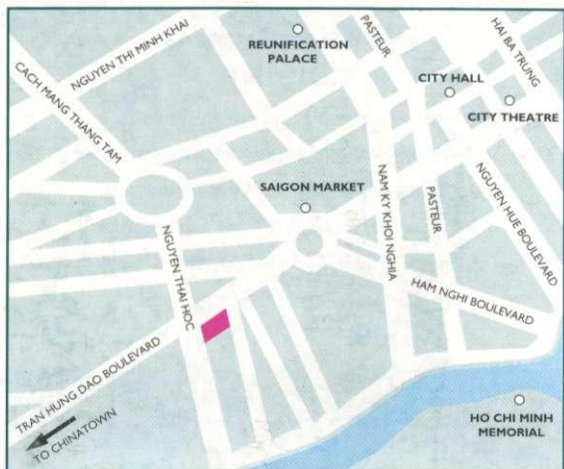 PASTEUR
HAI BA TRUNG
NGUYEN THI MINH KHAI
REUNIFICATION
PALACE
CACH MANG THANG TAM
CITY HALL
CITY THEATRE
SAIGON MARKET
NAM KY KHOI NGHIA
PASTEUR
NGUYEN HUE BOULEVARD
NGUYEN THAI HOC
HAM NGHI BOULEVARD
TRAN HUNG DAO BOULEVARD
TO CHINATOWN
HO CHI MINH
MEMORIAL